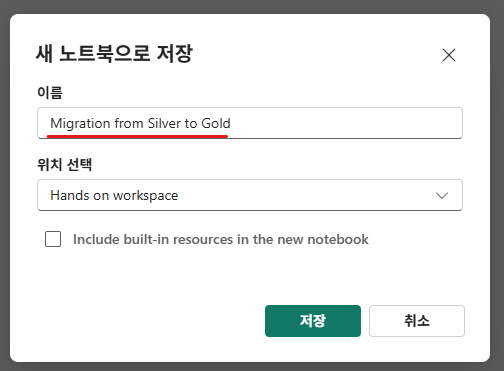 새 노트북으로 저장
이름
Migration from Silver to Gold
위치 선택
Hands on workspace
Include built-in resources in the new notebook
저장
취소